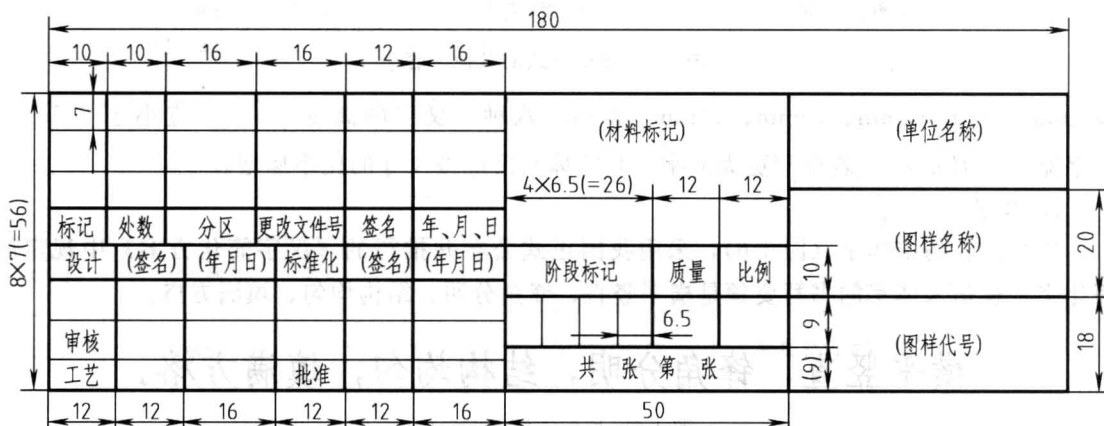 180
10 10 16 16 12 16
7
(材料标记) (单位名称)
4×6.5(=26) 12 12
8×7(=56)
标记 处数 分区 更改文件号 签名 年、月、日
(图样名称) 20
设计 (签名) (年月日) 标准化 (签名) (年月日)
阶段标记 质量 比例 10
6.5 9
审核
(图样代号) 18
工艺 批准
共 张 第 张 (9)
12 12 16 12 12 16 50